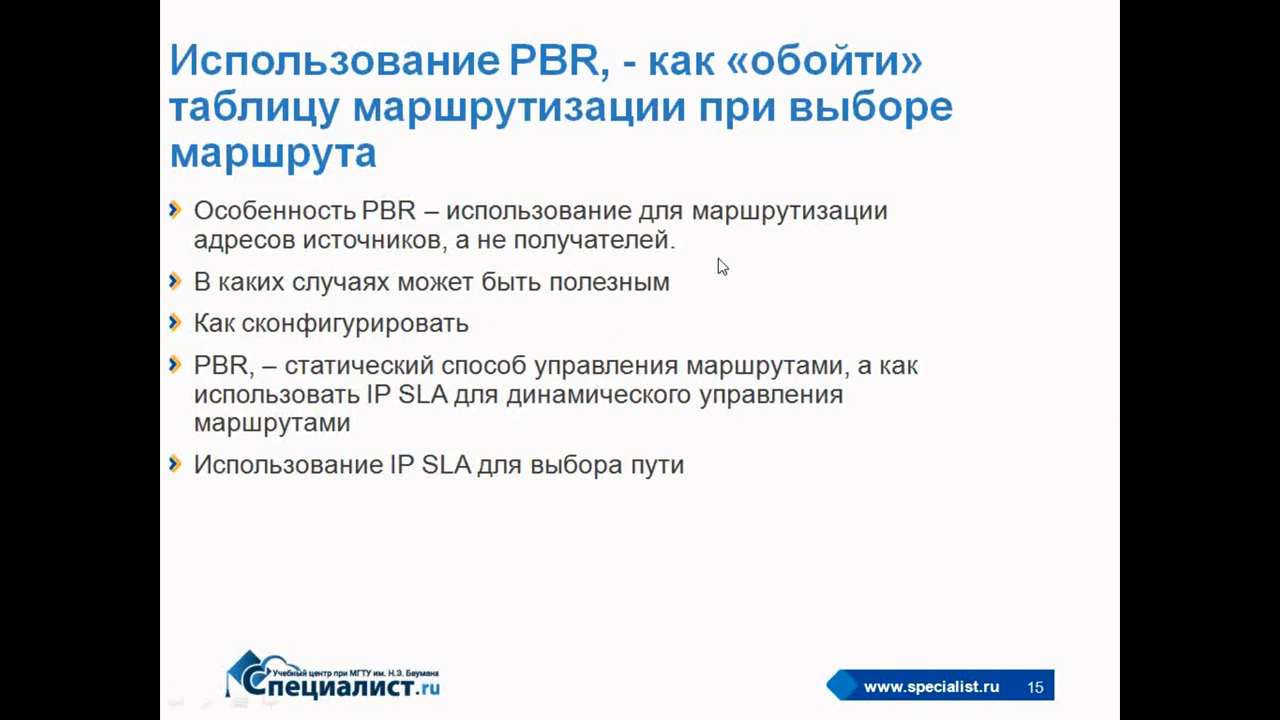 Использование PBR, - как «обойти»
таблицу маршрутизации при выборе
маршрута
Особенность PBR – использование для маршрутизации
адресов источников, а не получателей.
В каких случаях может быть полезным
Как сконфигурировать
PBR, – статический способ управления маршрутами, а как
использовать IP SLA для динамического управления
маршрутами
Использование IP SLA для выбора пути
Учебный центр при МГТУ им. Н.Э. Баумана
Специалист.ru
www.specialist.ru 15